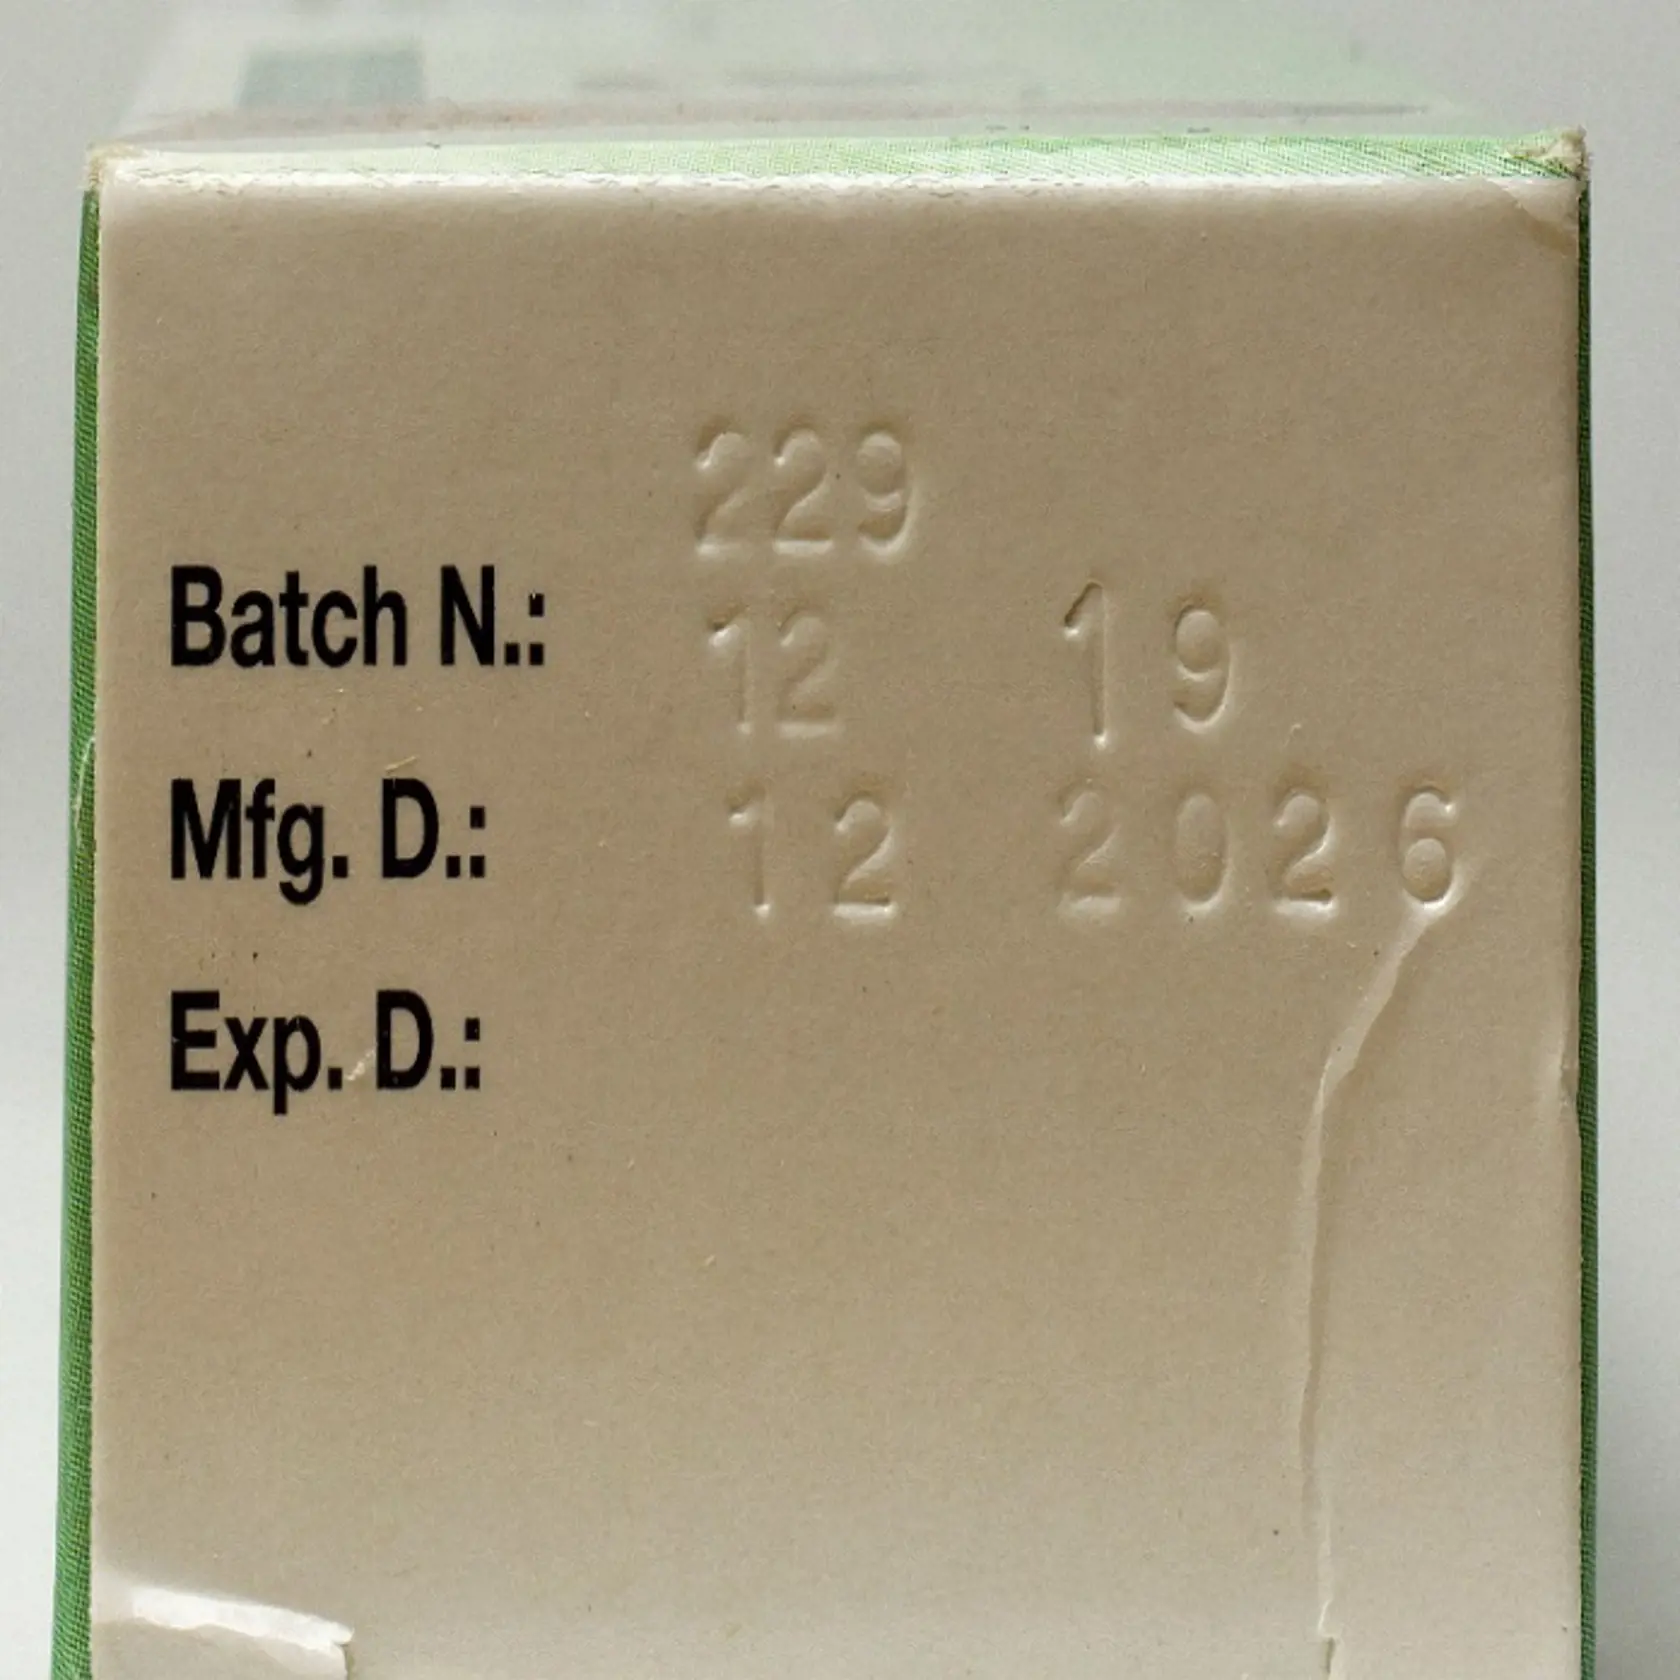 229
Batch N.:
12 19
Mfg. D.:
12 2026
Exp. D.: